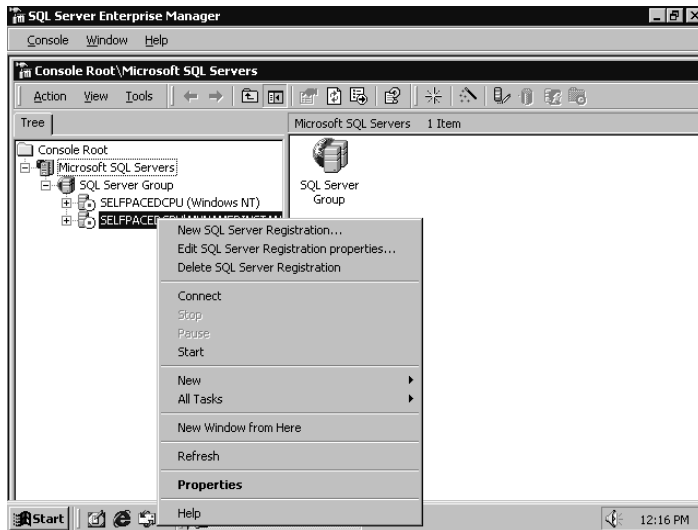 SQL Server Enterprise Manager
Console Window Help
Console Root\Microsoft SQL Servers
Action View Tools
Tree
Microsoft SQL Servers 1 Item
Console Root
Microsoft SQL Servers
SQL Server Group
SELFPACEDCPU (Windows NT)
SQL Server
Group
New SQL Server Registration...
Edit SQL Server Registration properties...
Delete SQL Server Registration
Connect
Stop
Pause
Start
New
All Tasks
New Window from Here
Refresh
Properties
Help
Start
12:16 PM